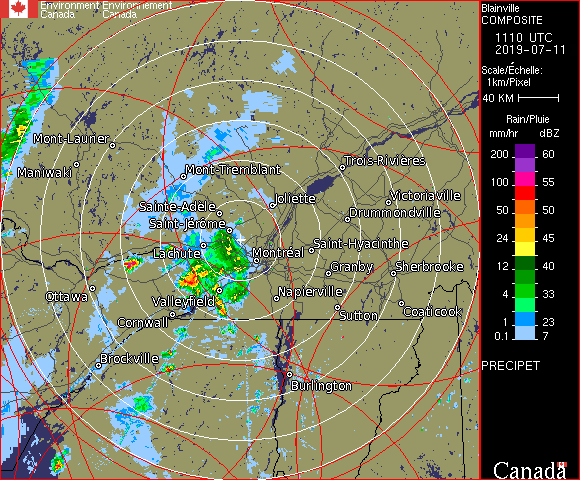 Environment Environnement
Canada Canada
Blainville
COMPOSITE
1110 UTC
2019-07-11
Scale/Échelle:
1km/Pixel
40 KM
Rain/Pluie
mm/hr dBZ
200 60
100 55
50 50
24 45
12 40
4 33
1 23
0.1 7
PRECIPET
Canada
Mont-Laurier
Maniwaki
Mont-Tremblant
Trois-Rivières
Sainte-Adele
Joliette
Victoriaville
Drummondville
Saint-Jérôme
Lachute
Montréal
Saint-Hyacinthe
Granby
Sherbrooke
Ottawa
Valleyfield
Napierville
Cornwall
Sutton
Coaticook
Brockville
Burlington